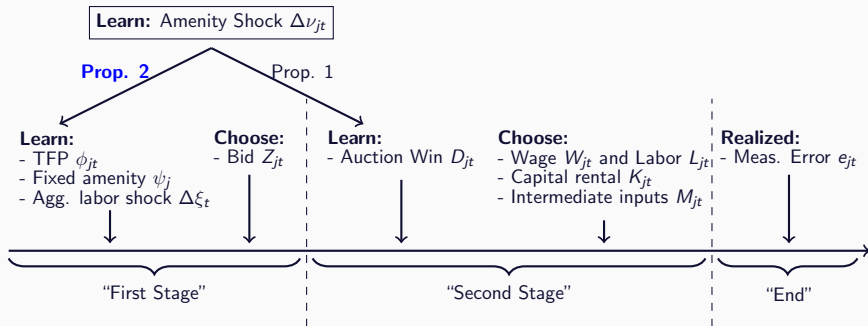 Learn: Amenity Shock Δν_jt
Prop. 2
Prop. 1
Learn:
- TFP ϕ_jt
- Fixed amenity ψ_j
- Agg. labor shock Δξ_t
Choose:
- Bid Z_jt
Learn:
- Auction Win D_jt
Choose:
- Wage W_jt and Labor L_jt
- Capital rental K_jt
- Intermediate inputs M_jt
Realized:
- Meas. Error e_jt
“First Stage”
“Second Stage”
“End”